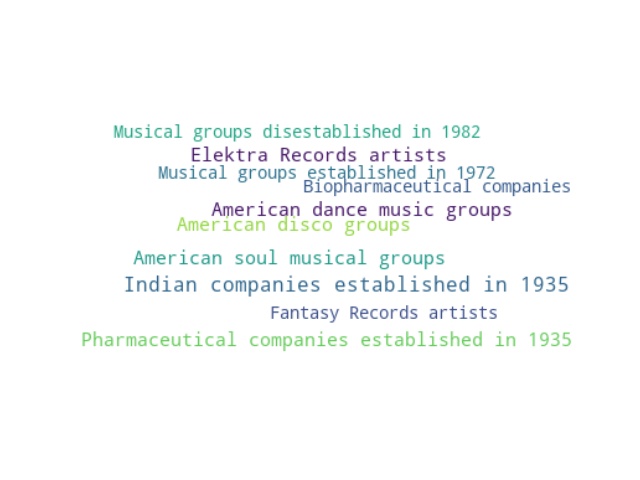 Musical groups disestablished in 1982
Elektra Records artists
Musical groups established in 1972
Biopharmaceutical companies
American dance music groups
American disco groups
American soul musical groups
Indian companies established in 1935
Fantasy Records artists
Pharmaceutical companies established in 1935